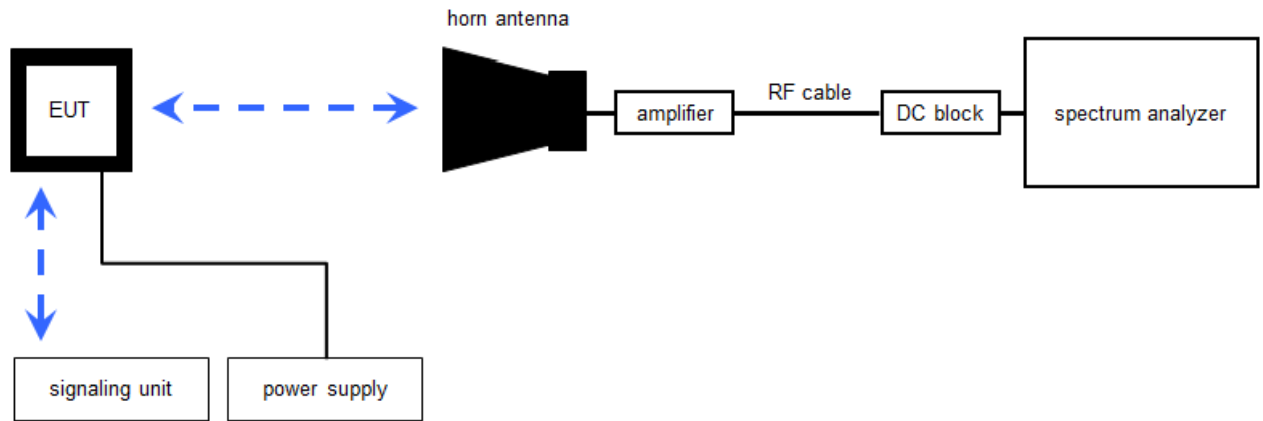 horn antenna
EUT
amplifier
RF cable
DC block
spectrum analyzer
signaling unit
power supply